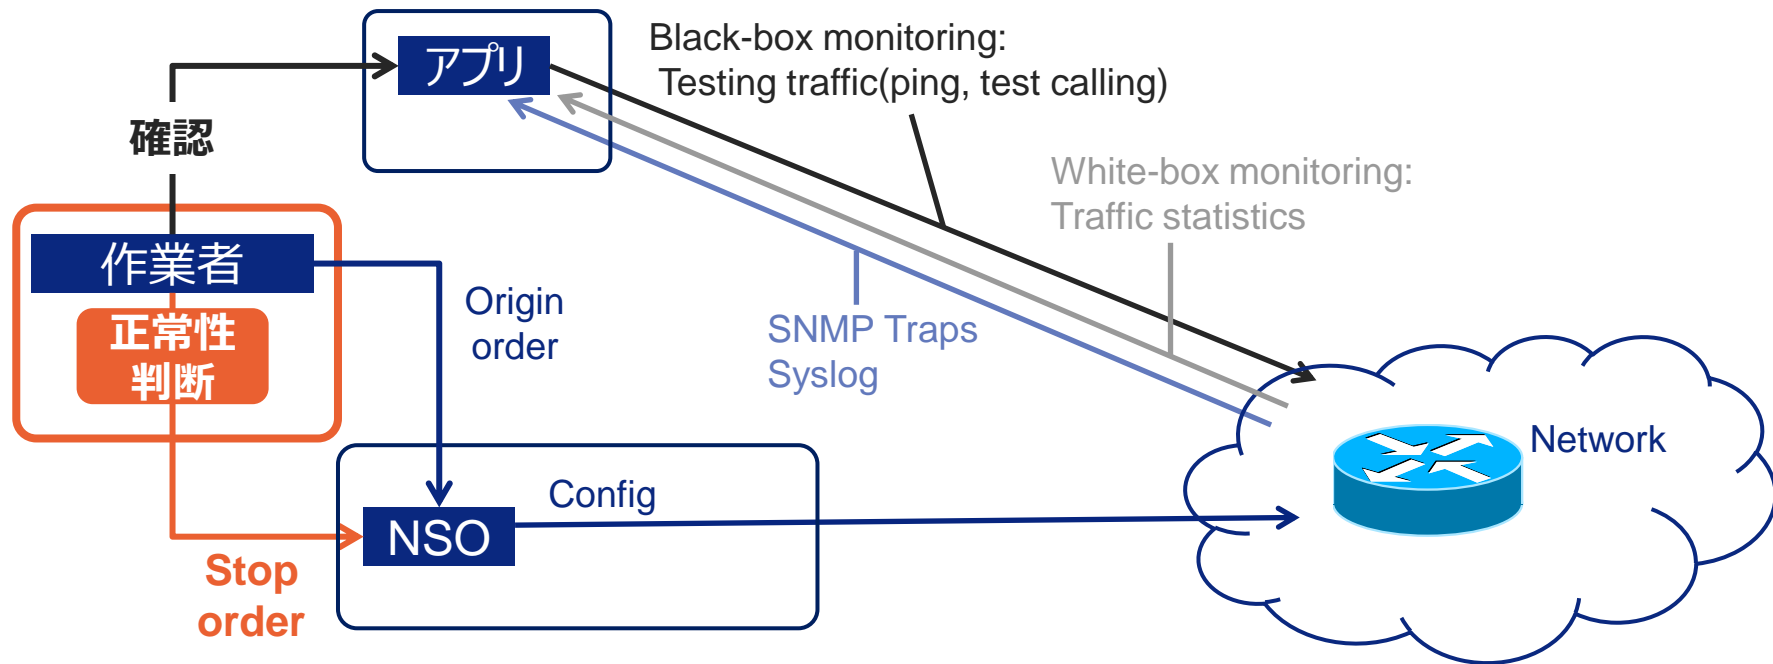 アプリ
Black-box monitoring:
Testing traffic(ping, test calling)
確認
White-box monitoring:
Traffic statistics
作業者
正常性
判断
Origin
order
SNMP Traps
Syslog
Network
Config
NSO
Stop
order